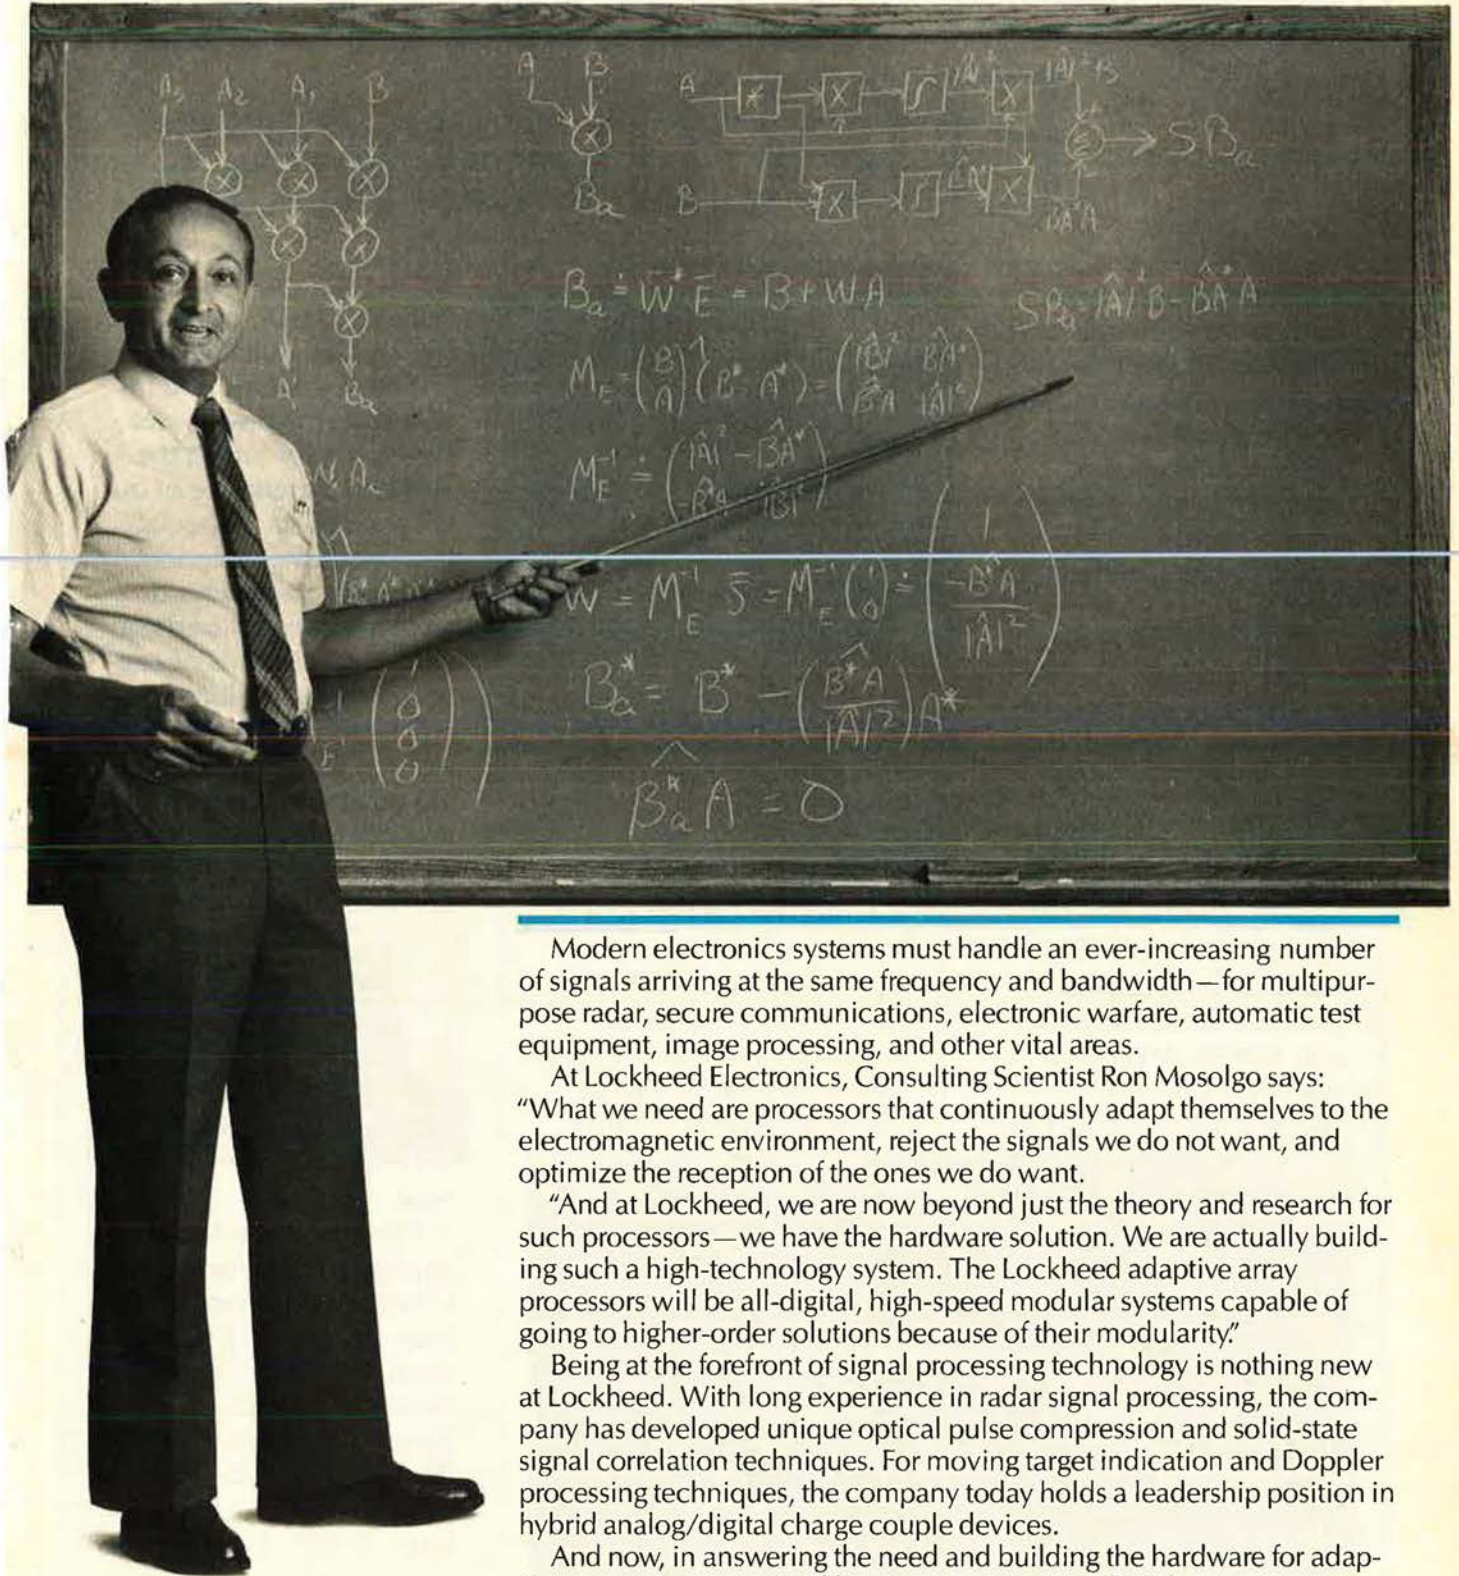 A₃ A₂ A₁ B
X X X
X X
X
A' Bₐ
A B
X
Bₐ
A * X ∫ X |A|² B
Σ → SBₐ
B X ∫ X
B̂A*A
Bₐ ≐ W̄* Ē = B + WA
SBₐ = |Â|² B − B̂A* A
M_E = (B A)^ (B* A*) = (|B̂|² B̂A* B̂*A |Â|²)
M_E⁻¹ ≐ (|Â|² −B̂A* −B̂*A |B̂|²)
W = M_E⁻¹ S̄ = M_E⁻¹ (1 0) ≐ (1 −B̂*A / |Â|²)
Bₐ* = B* − (B̂*A / |A|²) A*
(1 0 0 0)
B̂ₐ*A = 0
Modern electronics systems must handle an ever-increasing number
of signals arriving at the same frequency and bandwidth—for multipur-
pose radar, secure communications, electronic warfare, automatic test
equipment, image processing, and other vital areas.
At Lockheed Electronics, Consulting Scientist Ron Mosolgo says:
"What we need are processors that continuously adapt themselves to the
electromagnetic environment, reject the signals we do not want, and
optimize the reception of the ones we do want.
"And at Lockheed, we are now beyond just the theory and research for
such processors—we have the hardware solution. We are actually build-
ing such a high-technology system. The Lockheed adaptive array
processors will be all-digital, high-speed modular systems capable of
going to higher-order solutions because of their modularity."
Being at the forefront of signal processing technology is nothing new
at Lockheed. With long experience in radar signal processing, the com-
pany has developed unique optical pulse compression and solid-state
signal correlation techniques. For moving target indication and Doppler
processing techniques, the company today holds a leadership position in
hybrid analog/digital charge couple devices.
And now, in answering the need and building the hardware for adap-